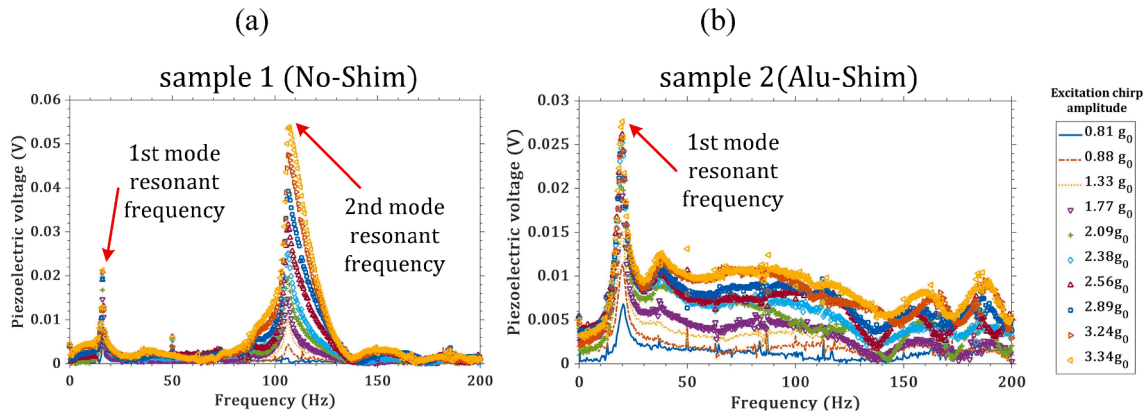 (a)
(b)
sample 1 (No-Shim)
sample 2(Alu-Shim)
0.06
0.05
0.04
0.03
0.02
0.01
0
Piezoelectric voltage (V)
1st mode
resonant
frequency
2nd mode
resonant
frequency
0 50 100 150 200
Frequency (Hz)
0.03
0.025
0.02
0.015
0.01
0.005
0
Piezoelectric voltage (V)
1st mode
resonant
frequency
0 50 100 150 200
Frequency (Hz)
Excitation chirp
amplitude
0.81 g0
0.88 g0
1.33 g0
1.77 g0
2.09g0
2.38g0
2.56g0
2.89g0
3.24g0
3.34g0